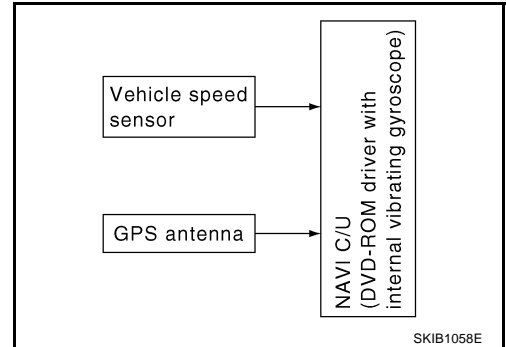 Vehicle speed
sensor
GPS antenna
NAVI C/U
(DVD-ROM driver with
internal vibrating gyroscope)
SKIB1058E